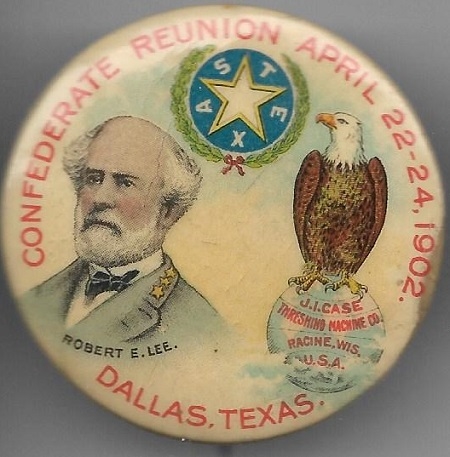 CONFEDERATE REUNION APRIL 22-24, 1902.
TEXAS
J.I. CASE
THRESHING MACHINE CO.
RACINE, WIS.
U.S.A.
ROBERT E. LEE.
DALLAS, TEXAS.